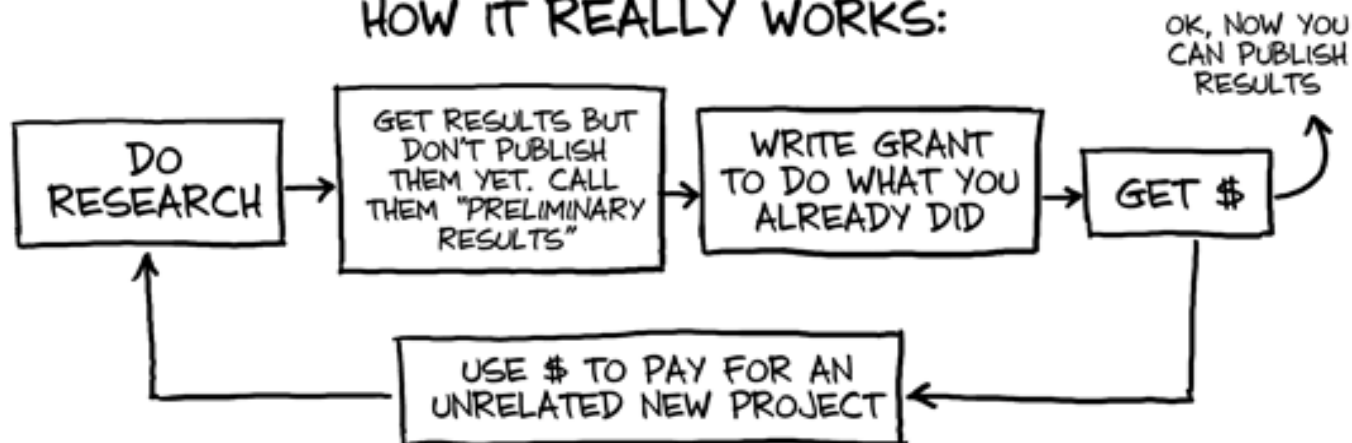 HOW IT REALLY WORKS:
OK, NOW YOU
CAN PUBLISH
RESULTS
DO
RESEARCH
GET RESULTS BUT
DON'T PUBLISH
THEM YET. CALL
THEM "PRELIMINARY
RESULTS"
WRITE GRANT
TO DO WHAT YOU
ALREADY DID
GET $
USE $ TO PAY FOR AN
UNRELATED NEW PROJECT